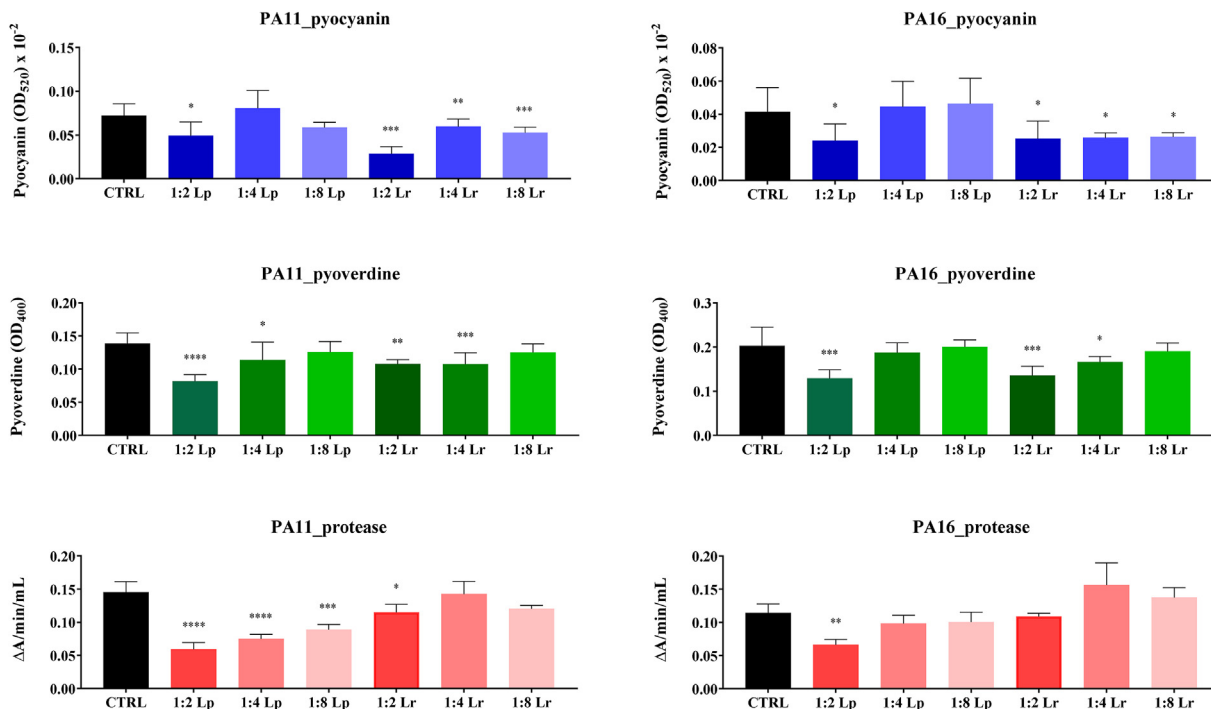 PA11_pyocyanin
Pyocyanin (OD520) x 10-2
0.15
0.10
0.05
0.00
*
***
**
***
CTRL 1:2 Lp 1:4 Lp 1:8 Lp 1:2 Lr 1:4 Lr 1:8 Lr
PA16_pyocyanin
Pyocyanin (OD520) x 10-2
0.08
0.06
0.04
0.02
0.00
*
*
*
*
CTRL 1:2 Lp 1:4 Lp 1:8 Lp 1:2 Lr 1:4 Lr 1:8 Lr
PA11_pyoverdine
Pyoverdine (OD400)
0.20
0.15
0.10
0.05
0.00
****
*
**
***
CTRL 1:2 Lp 1:4 Lp 1:8 Lp 1:2 Lr 1:4 Lr 1:8 Lr
PA16_pyoverdine
Pyoverdine (OD400)
0.3
0.2
0.1
0.0
***
***
*
CTRL 1:2 Lp 1:4 Lp 1:8 Lp 1:2 Lr 1:4 Lr 1:8 Lr
PA11_protease
ΔA/min/mL
0.20
0.15
0.10
0.05
0.00
****
****
***
*
CTRL 1:2 Lp 1:4 Lp 1:8 Lp 1:2 Lr 1:4 Lr 1:8 Lr
PA16_protease
ΔA/min/mL
0.20
0.15
0.10
0.05
0.00
**
CTRL 1:2 Lp 1:4 Lp 1:8 Lp 1:2 Lr 1:4 Lr 1:8 Lr